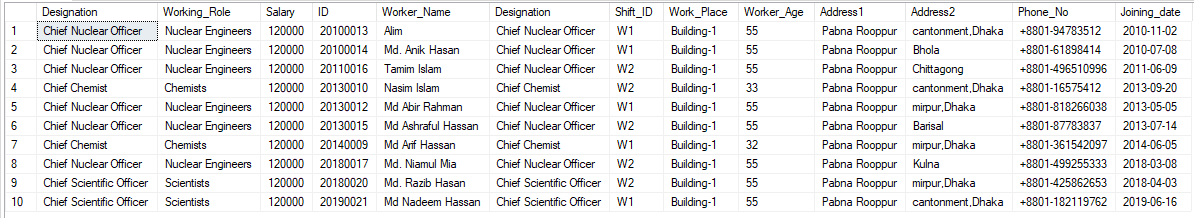 Designation Working_Role Salary ID Worker_Name Designation Shift_ID Work_Place Worker_Age Address1 Address2 Phone_No Joining_date
1 Chief Nuclear Officer Nuclear Engineers 120000 20100013 Alim Chief Nuclear Officer W1 Building-1 55 Pabna Rooppur cantonment,Dhaka +8801-94783512 2010-11-02
2 Chief Nuclear Officer Nuclear Engineers 120000 20100014 Md. Anik Hasan Chief Nuclear Officer W1 Building-1 55 Pabna Rooppur Bhola +8801-61898414 2010-07-08
3 Chief Nuclear Officer Nuclear Engineers 120000 20110016 Tamim Islam Chief Nuclear Officer W2 Building-1 55 Pabna Rooppur Chittagong +8801-496510996 2011-06-09
4 Chief Chemist Chemists 120000 20130010 Nasim Islam Chief Chemist W2 Building-1 33 Pabna Rooppur cantonment,Dhaka +8801-16575412 2013-09-20
5 Chief Nuclear Officer Nuclear Engineers 120000 20130012 Md Abir Rahman Chief Nuclear Officer W1 Building-1 55 Pabna Rooppur mirpur,Dhaka +8801-818266038 2013-05-05
6 Chief Nuclear Officer Nuclear Engineers 120000 20130015 Md Ashraful Hassan Chief Nuclear Officer W2 Building-1 55 Pabna Rooppur Barisal +8801-87783837 2013-07-14
7 Chief Chemist Chemists 120000 20140009 Md Arif Hassan Chief Chemist W1 Building-1 32 Pabna Rooppur mirpur,Dhaka +8801-361542097 2014-06-05
8 Chief Nuclear Officer Nuclear Engineers 120000 20180017 Md. Niamul Mia Chief Nuclear Officer W2 Building-1 55 Pabna Rooppur Kulna +8801-499255333 2018-03-08
9 Chief Scientific Officer Scientists 120000 20180020 Md. Razib Hasan Chief Scientific Officer W2 Building-1 55 Pabna Rooppur mirpur,Dhaka +8801-425862653 2018-04-03
10 Chief Scientific Officer Scientists 120000 20190021 Md Nadeem Hassan Chief Scientific Officer W1 Building-1 55 Pabna Rooppur cantonment,Dhaka +8801-182119762 2019-06-16